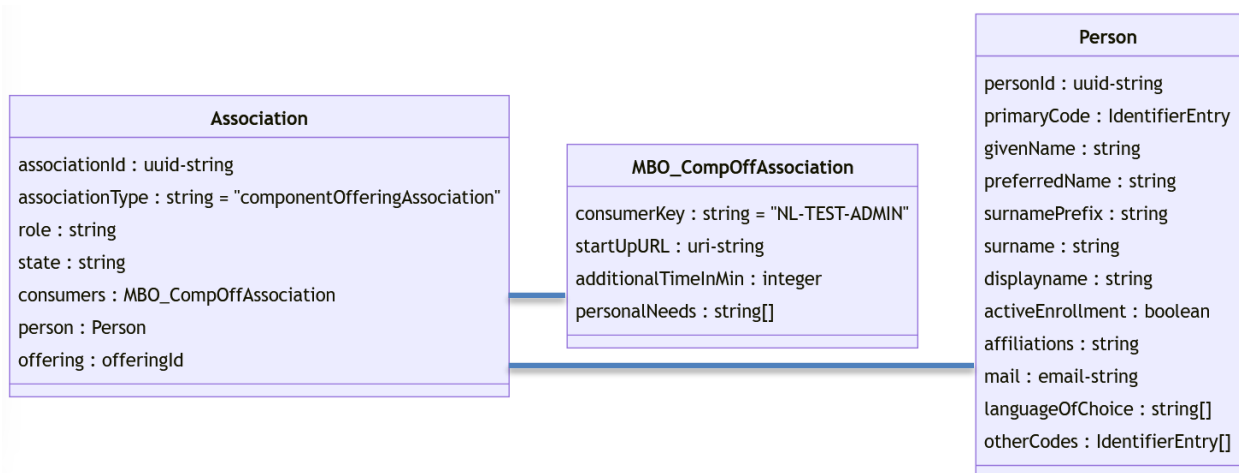 Association
associationId : uuid-string
associationType : string = "componentOfferingAssociation"
role : string
state : string
consumers : MBO_CompOffAssociation
person : Person
offering : offeringId
MBO_CompOffAssociation
consumerKey : string = "NL-TEST-ADMIN"
startUpURL : uri-string
additionalTimeInMin : integer
personalNeeds : string[]
Person
personId : uuid-string
primaryCode : IdentifierEntry
givenName : string
preferredName : string
surnamePrefix : string
surname : string
displayname : string
activeEnrollment : boolean
affiliations : string
mail : email-string
languageOfChoice : string[]
otherCodes : IdentifierEntry[]